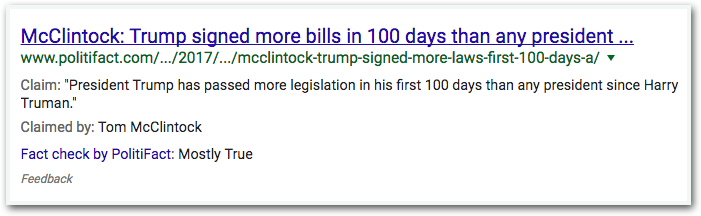 McClintock: Trump signed more bills in 100 days than any president ...
www.politifact.com/.../2017/.../mcclintock-trump-signed-more-laws-first-100-days-a/
Claim: "President Trump has passed more legislation in his first 100 days than any president since Harry
Truman."
Claimed by: Tom McClintock
Fact check by PolitiFact: Mostly True
Feedback